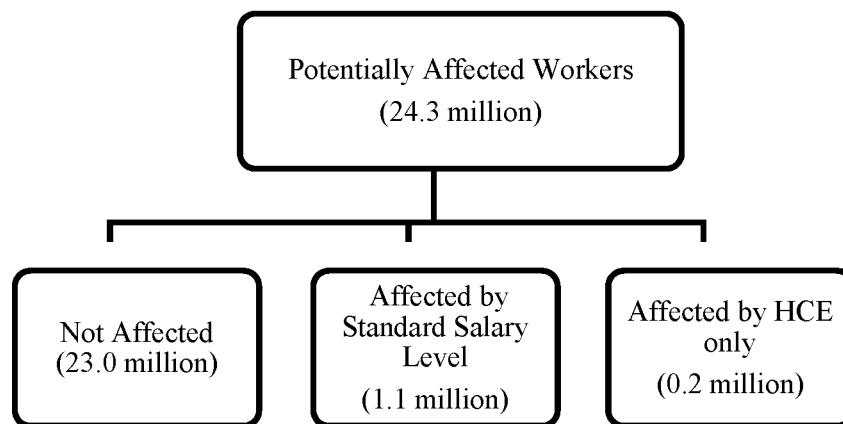 Potentially Affected Workers
(24.3 million)
Not Affected
(23.0 million)
Affected by
Standard Salary
Level
(1.1 million)
Affected by HCE
only
(0.2 million)